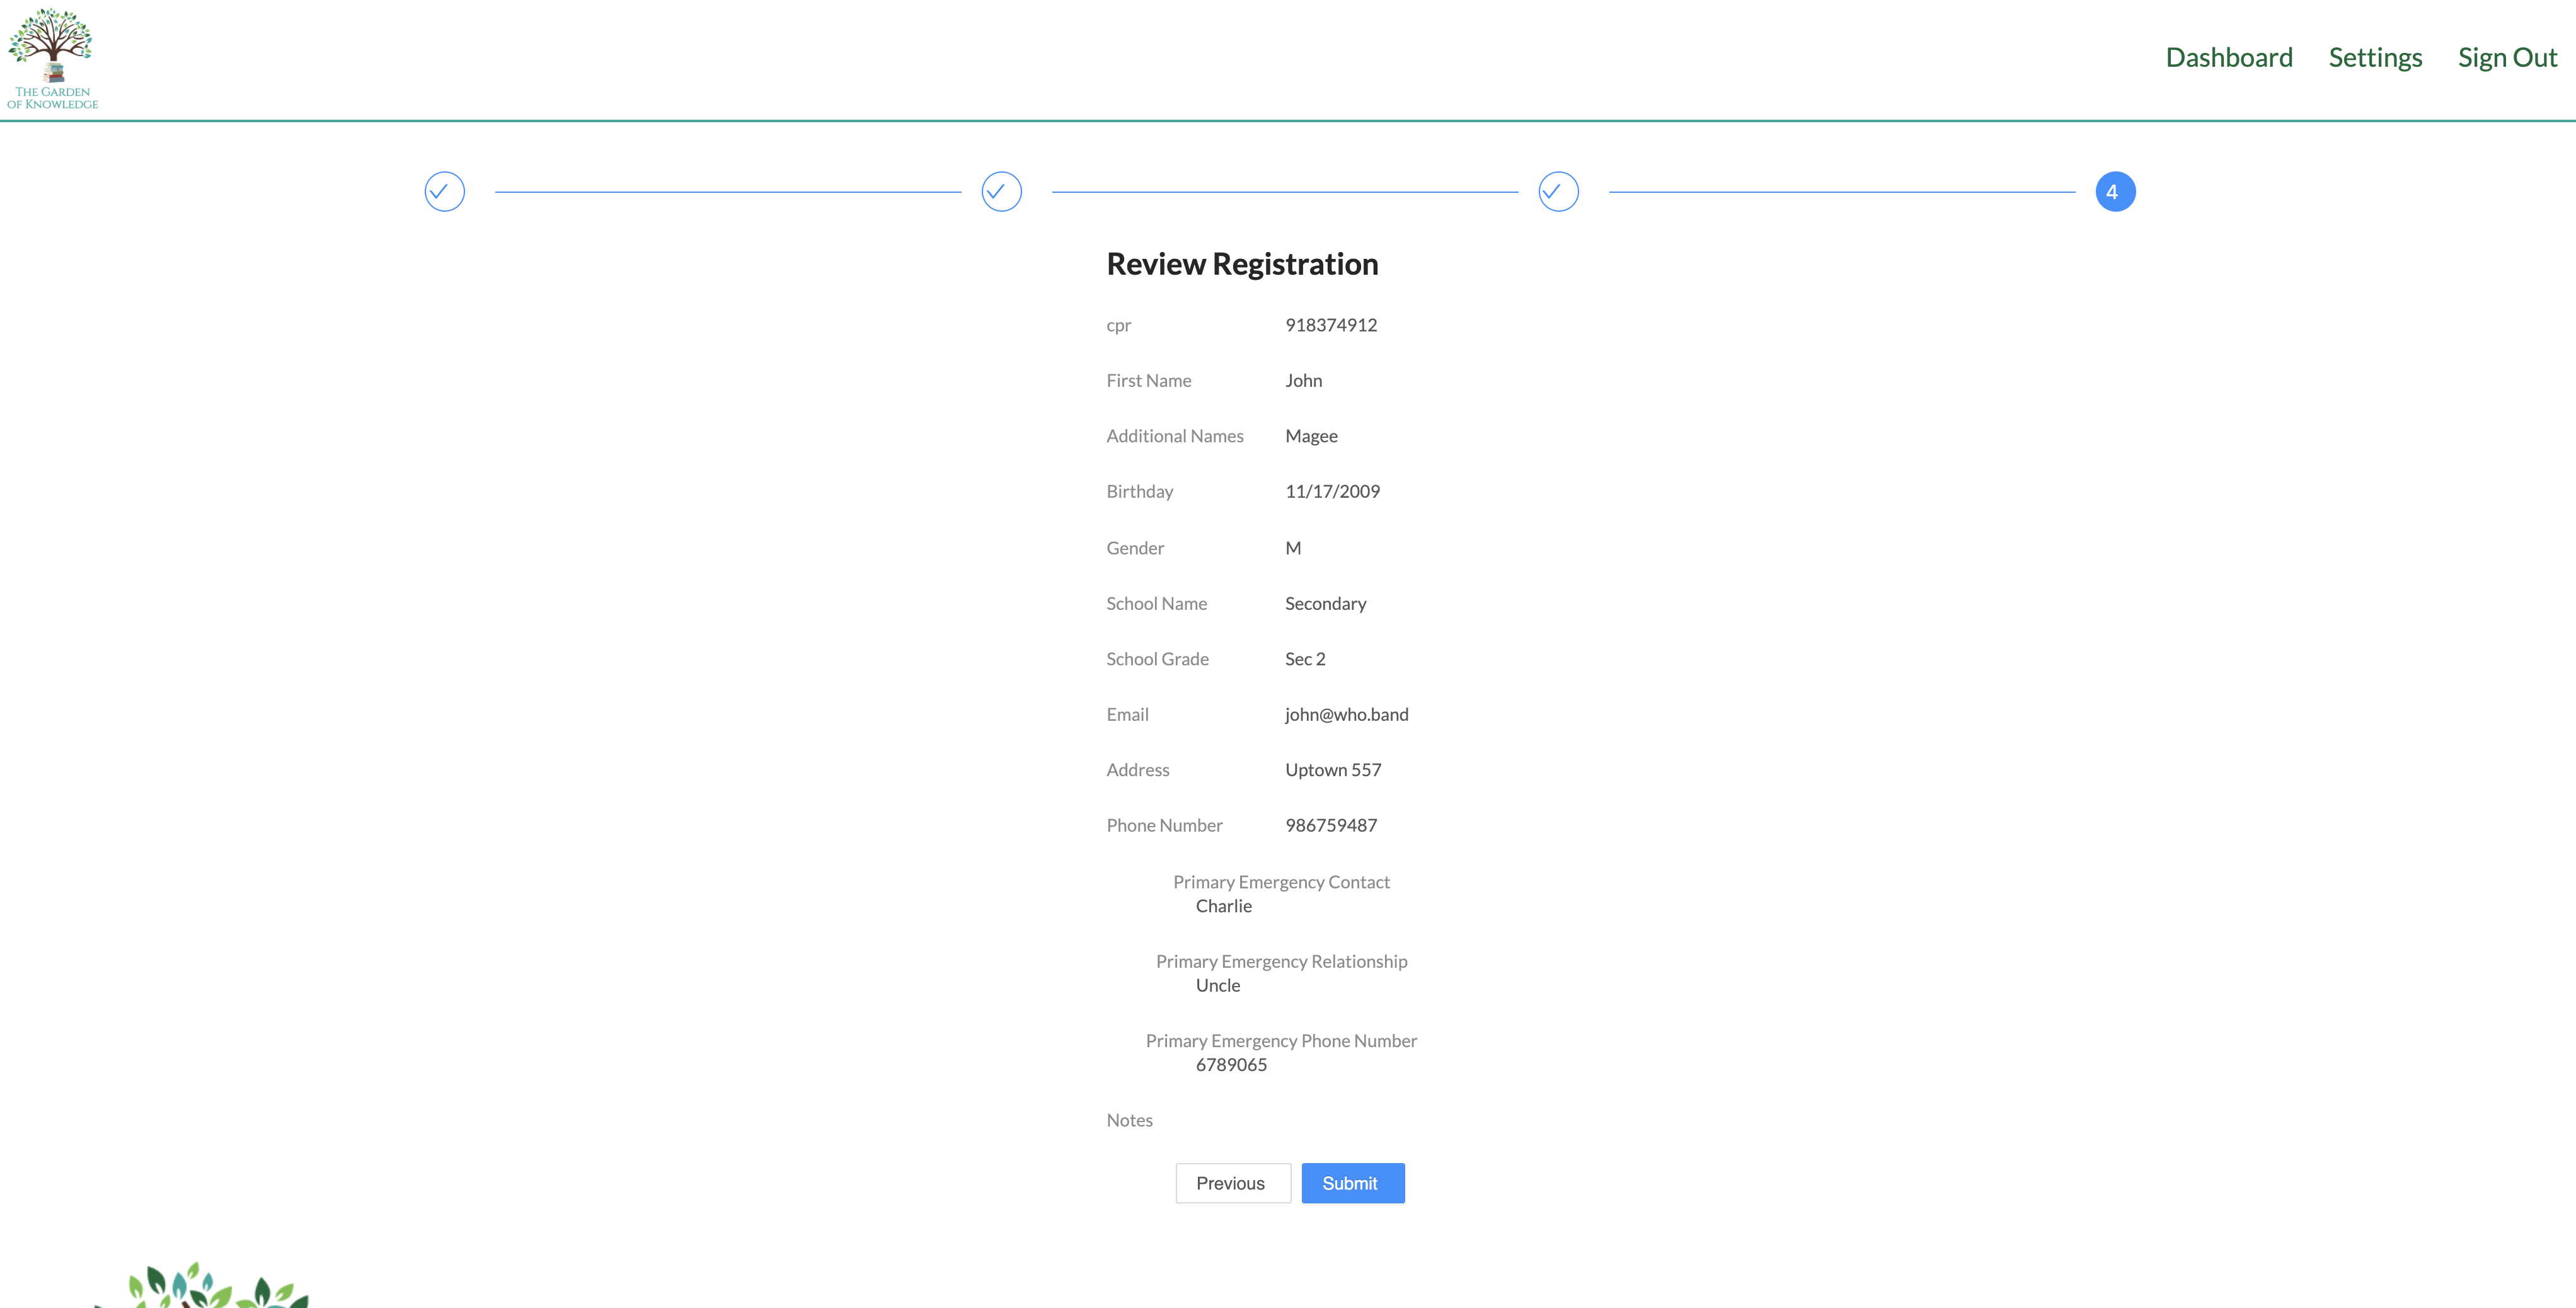 THE GARDEN
OF KNOWLEDGE
Dashboard Settings Sign Out
4
Review Registration
cpr 918374912
First Name John
Additional Names Magee
Birthday 11/17/2009
Gender M
School Name Secondary
School Grade Sec 2
Email john@who.band
Address Uptown 557
Phone Number 986759487
Primary Emergency Contact
Charlie
Primary Emergency Relationship
Uncle
Primary Emergency Phone Number
6789065
Notes
Previous Submit